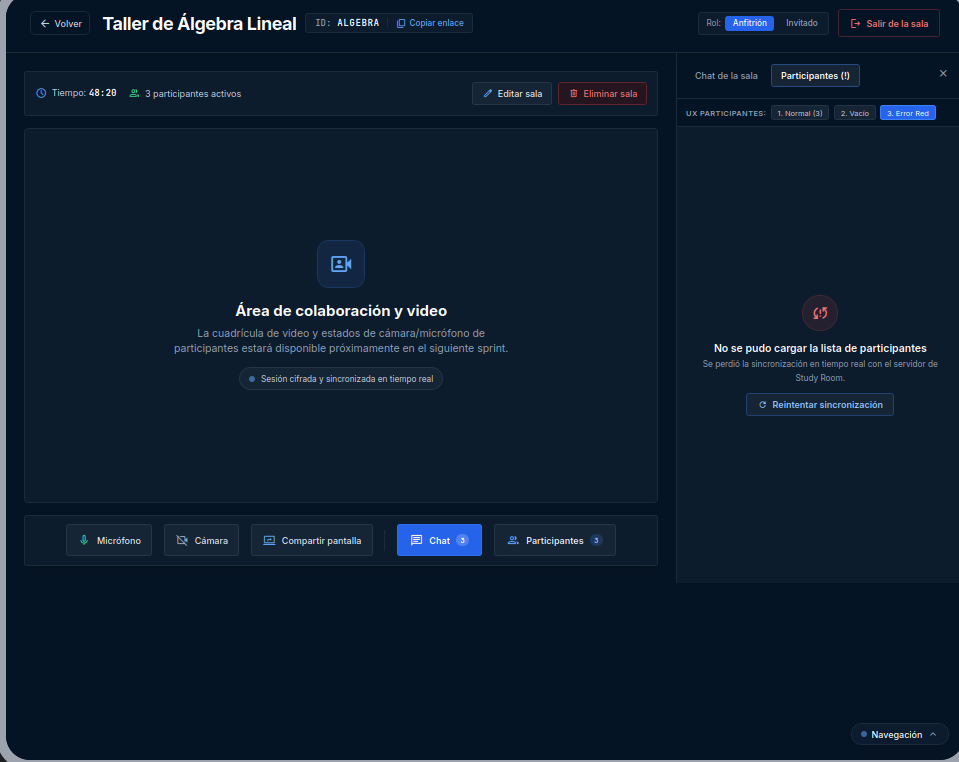 Volver
Taller de Álgebra Lineal
ID: ALGEBRA
Copiar enlace
Rol: Anfitrión Invitado
Salir de la sala
Tiempo: 48:20
3 participantes activos
Editar sala
Eliminar sala
Área de colaboración y video
La cuadrícula de video y estados de cámara/micrófono de
participantes estará disponible próximamente en el siguiente sprint.
Sesión cifrada y sincronizada en tiempo real
Micrófono
Cámara
Compartir pantalla
Chat 3
Participantes 3
Chat de la sala
Participantes (!)
UX PARTICIPANTES: 1. Normal (3) 2. Vacío 3. Error Red
No se pudo cargar la lista de participantes
Se perdió la sincronización en tiempo real con el servidor de
Study Room.
Reintentar sincronización
Navegación